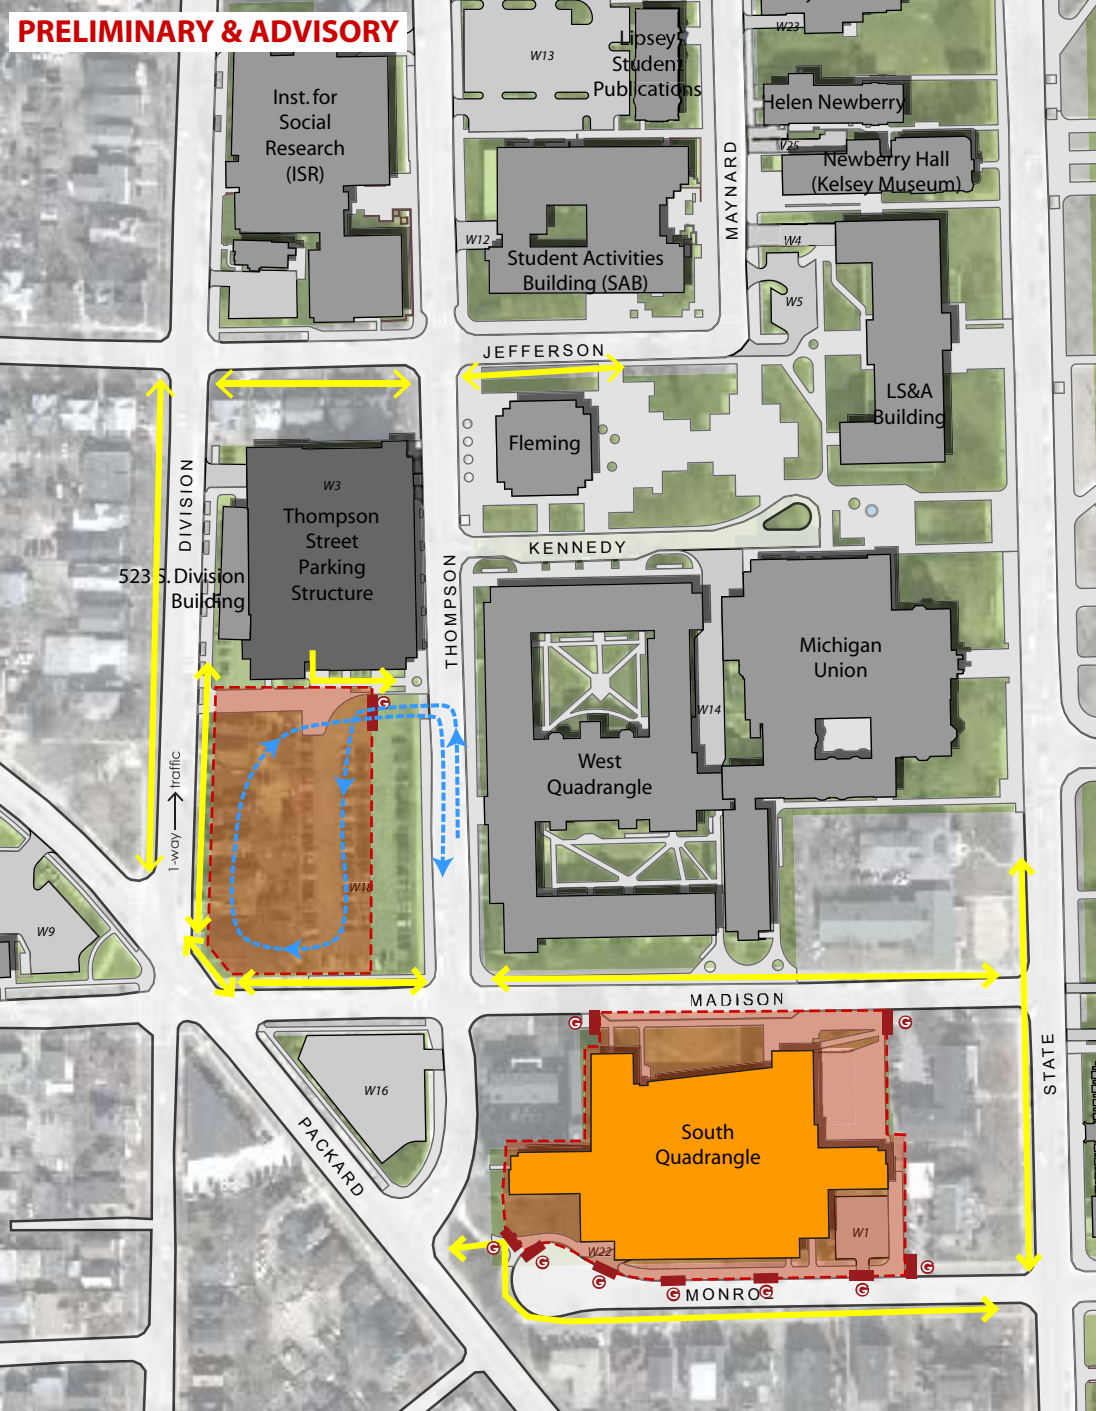 PRELIMINARY & ADVISORY
W23
W13
Lipsey
Student
Publications
Inst. for
Social
Research
(ISR)
Helen Newberry
V25
Newberry Hall
(Kelsey Museum)
MAYNARD
W12
W4
Student Activities
Building (SAB)
W5
JEFFERSON
LS&A
Building
Fleming
DIVISION
W3
Thompson
Street
Parking
Structure
523 S. Division
Building
KENNEDY
THOMPSON
Michigan
Union
G
W14
West
Quadrangle
1-way
traffic
W18
W9
MADISON
G
G
STATE
W16
PACKARD
South
Quadrangle
W1
G
W22
G
G
G
G
G
G
MONRO